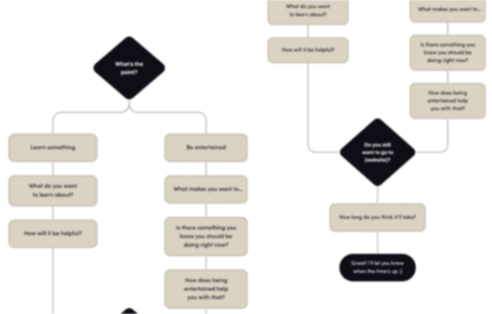 What's the
point?
Learn something
What do you want
to learn about?
How will it be helpful?
Be entertained
What makes you want to...
Is there something you
know you should be
doing right now?
How does being
entertained help
you with that?
What do you want
to learn about?
How will it be helpful?
What makes you want to...
Is there something you
know you should be
doing right now?
How does being
entertained help
you with that?
Do you still
want to go to
[website]?
How long do you think it'll take?
Great! I'll let you know
when the time's up :)